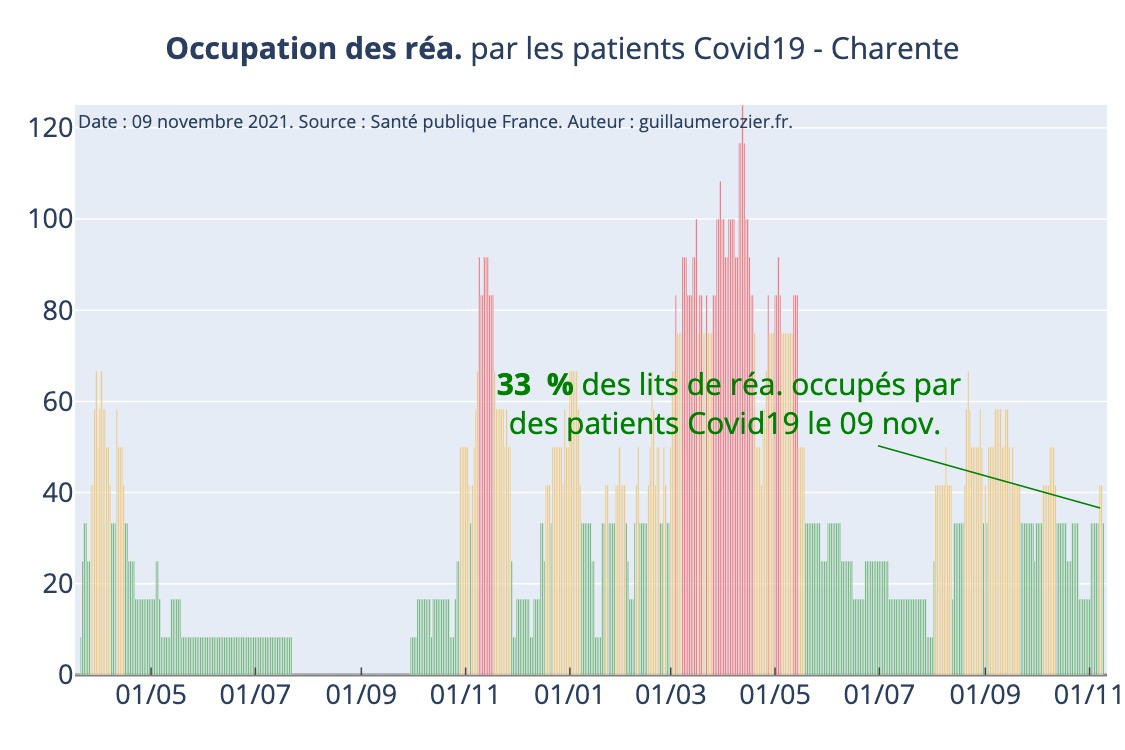 Occupation des réa. par les patients Covid19 - Charente
120
Date : 09 novembre 2021. Source : Santé publique France. Auteur : guillaumerozier.fr.
100
80
60
33 % des lits de réa. occupés par
des patients Covid19 le 09 nov.
40
20
0
01/05 01/07 01/09 01/11 01/01 01/03 01/05 01/07 01/09 01/11